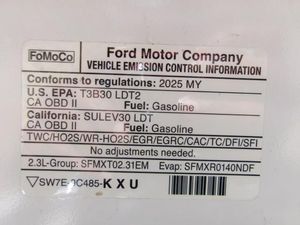 FoMoCo
Ford Motor Company
VEHICLE EMISSION CONTROL INFORMATION
Conforms to regulations: 2025 MY
U.S. EPA: T3B30 LDT2
CA OBD II Fuel: Gasoline
California: SULEV30 LDT
CA OBD II Fuel: Gasoline
TWC/HO2S/WR-HO2S/EGR/EGRC/CAC/TC/DFI/SFI
No adjustments needed.
2.3L-Group: SFMXT02.31EM Evap: SFMXR0140NDF
SW7E-9C485-K X U